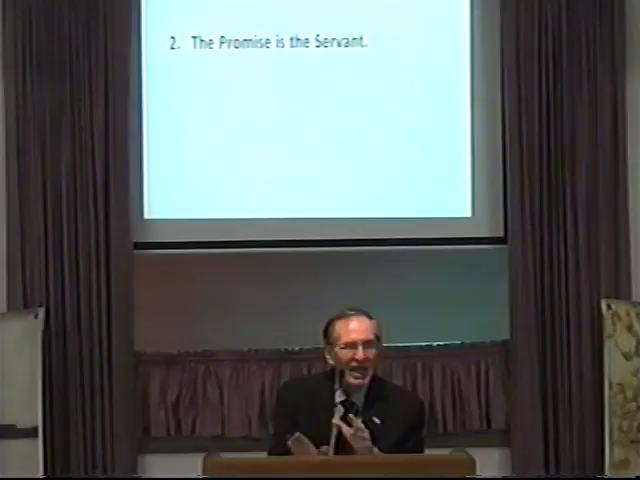 2. The Promise is the Servant.